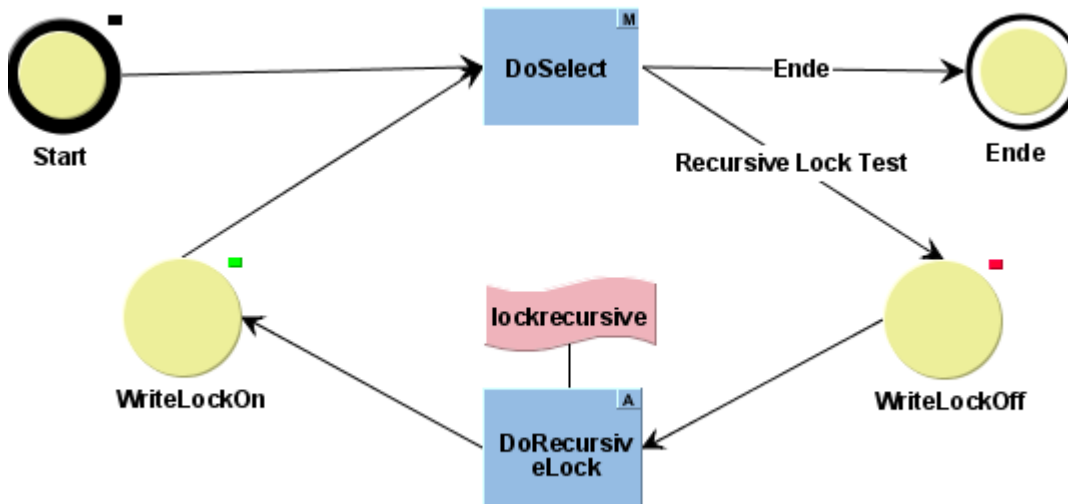 M
DoSelect
Ende
Start
Ende
Recursive Lock Test
lockrecursive
WriteLockOn
WriteLockOff
A
DoRecursiv
eLock